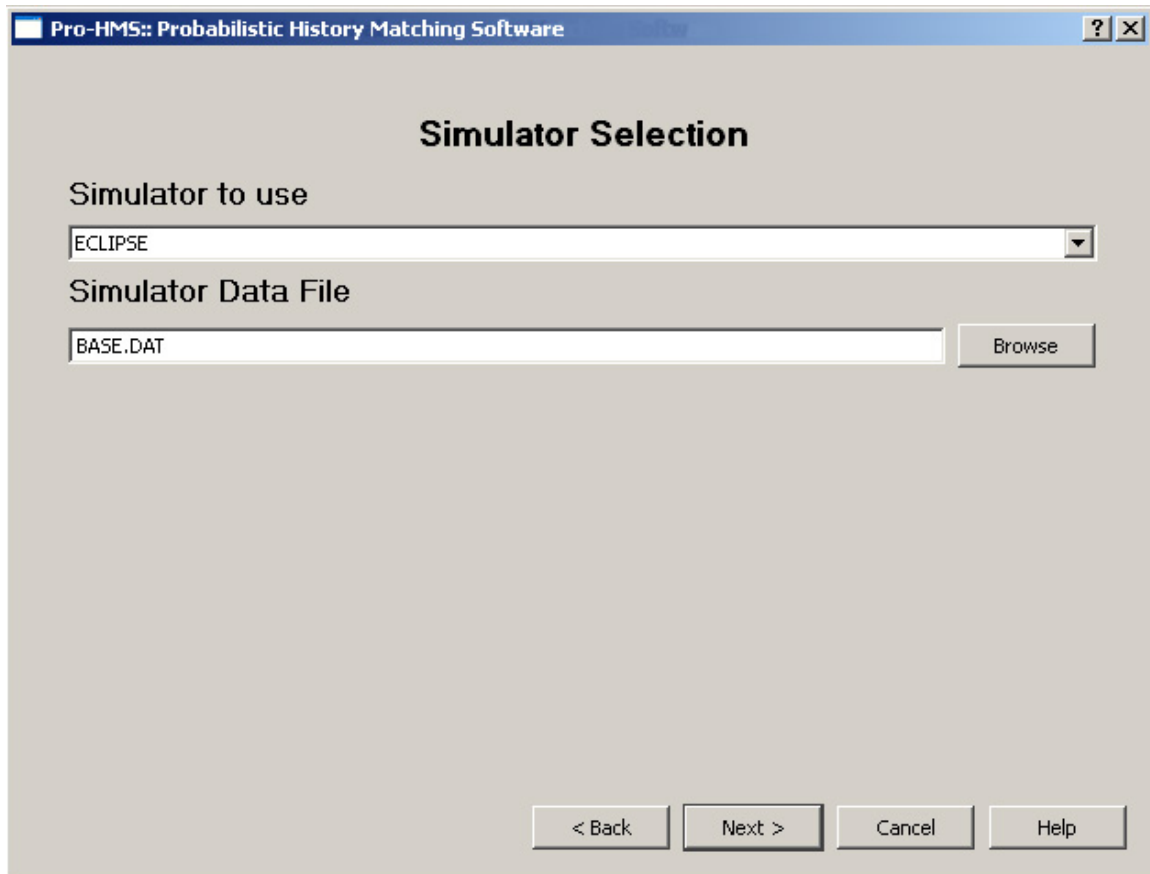 Pro-HMS:: Probabilistic History Matching Software
Simulator Selection
Simulator to use
ECLIPSE
Simulator Data File
BASE.DAT
Browse
< Back
Next >
Cancel
Help